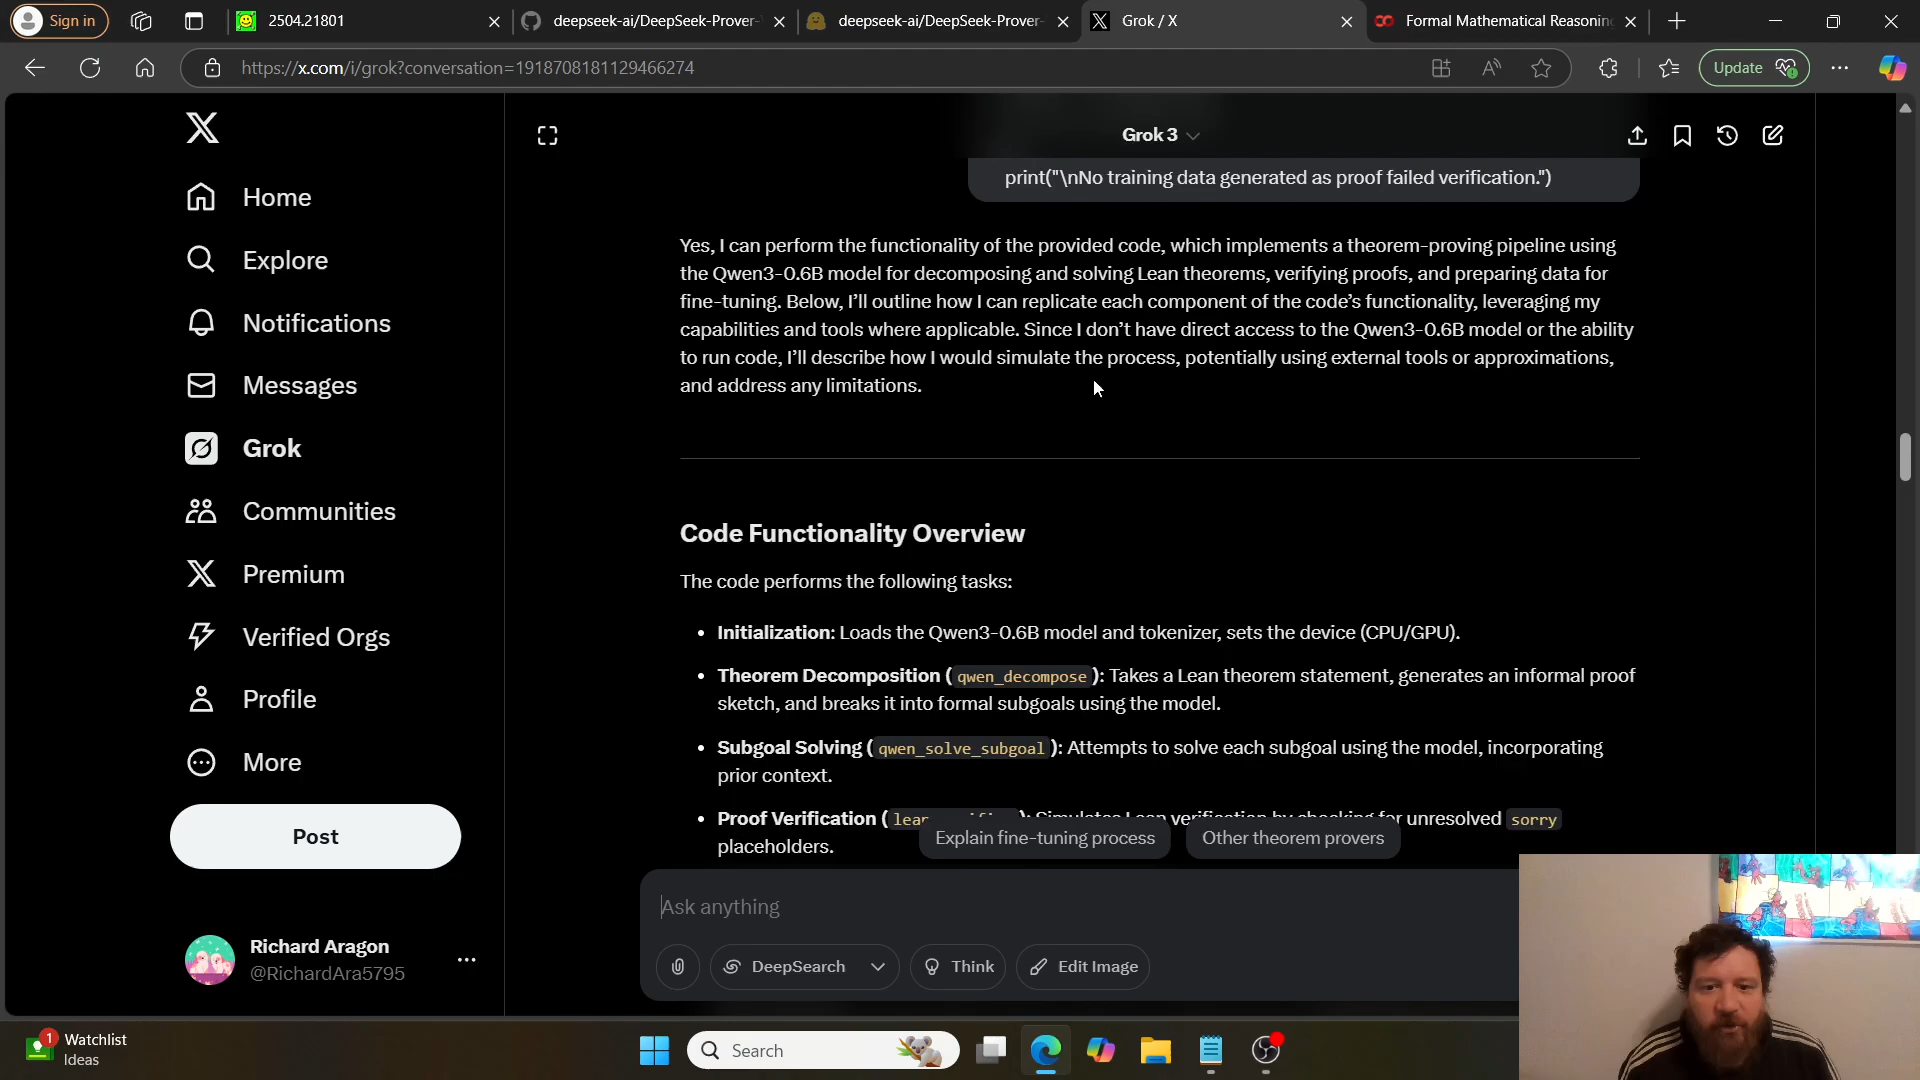 Sign in
2504.21801
deepseek-ai/DeepSeek-Prover-
deepseek-ai/DeepSeek-Prover-
Grok / X
Formal Mathematical Reasoning
https://x.com/i/grok?conversation=1918708181129466274
Update
Home
Explore
Notifications
Messages
Grok
Communities
Premium
Verified Orgs
Profile
More
Post
Richard Aragon
@RichardAra5795
Grok 3
print("\nNo training data generated as proof failed verification.")
Yes, I can perform the functionality of the provided code, which implements a theorem-proving pipeline using
the Qwen3-0.6B model for decomposing and solving Lean theorems, verifying proofs, and preparing data for
fine-tuning. Below, I'll outline how I can replicate each component of the code's functionality, leveraging my
capabilities and tools where applicable. Since I don't have direct access to the Qwen3-0.6B model or the ability
to run code, I'll describe how I would simulate the process, potentially using external tools or approximations,
and address any limitations.
Code Functionality Overview
The code performs the following tasks:
• Initialization: Loads the Qwen3-0.6B model and tokenizer, sets the device (CPU/GPU).
• Theorem Decomposition ( qwen_decompose ): Takes a Lean theorem statement, generates an informal proof
sketch, and breaks it into formal subgoals using the model.
• Subgoal Solving ( qwen_solve_subgoal ): Attempts to solve each subgoal using the model, incorporating
prior context.
• Proof Verification ( unresolved sorry
placeholders.
Explain fine-tuning process
Other theorem provers
Ask anything
DeepSearch
Think
Edit Image
1
Watchlist
Ideas
Search